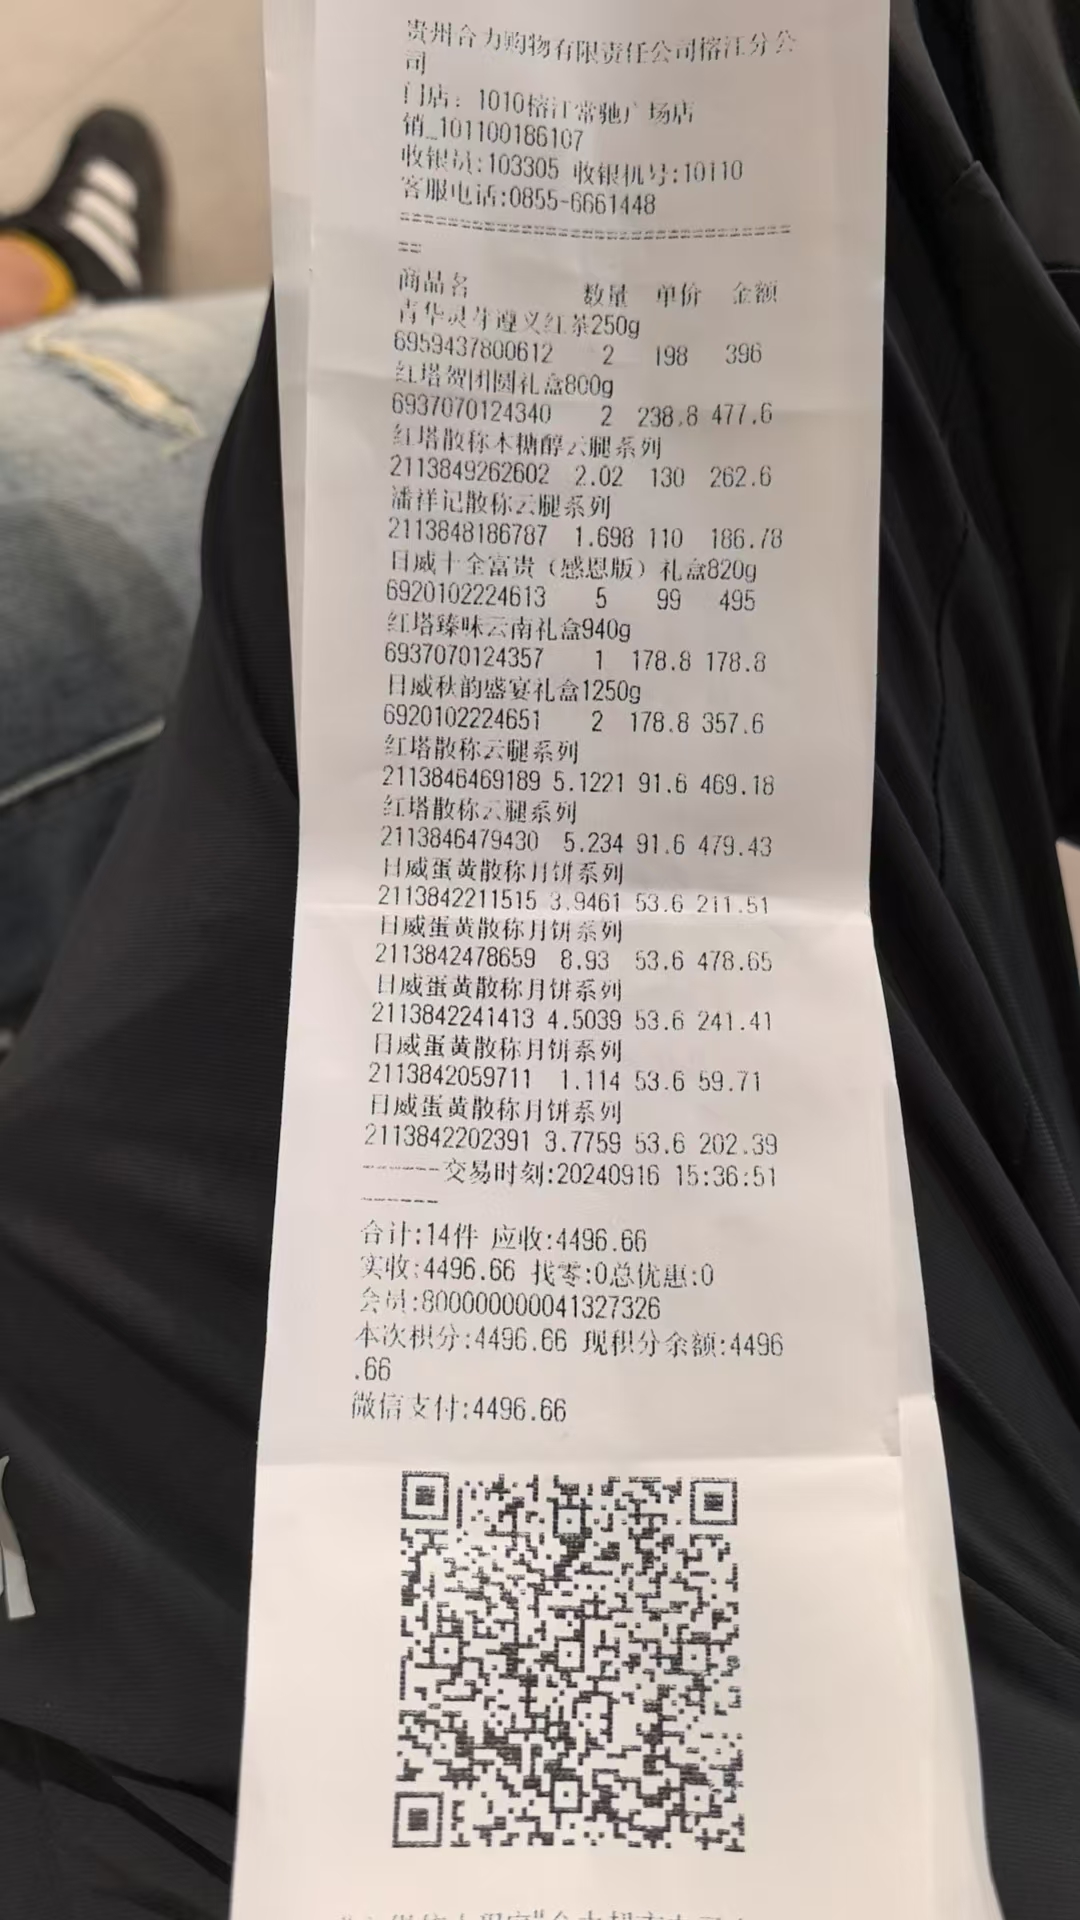 贵州合力购物有限责任公司榕江分公
司
门店：1010榕江常驰广场店
销_101100186107
收银员:103305 收银机号:10110
客服电话:0855-6661448
==========================================
==
商品名 数量 单价 金额
青华灵芽遵义红茶250g
6959437800612 2 198 396
红塔贺团圆礼盒800g
6937070124340 2 238.8 477.6
红塔散称木糖醇云腿系列
2113849262602 2.02 130 262.6
潘祥记散称云腿系列
2113848186787 1.698 110 186.78
日威十全富贵（感恩版）礼盒820g
6920102224613 5 99 495
红塔臻味云南礼盒940g
6937070124357 1 178.8 178.8
日威秋韵盛宴礼盒1250g
6920102224651 2 178.8 357.6
红塔散称云腿系列
2113846469189 5.1221 91.6 469.18
红塔散称云腿系列
2113846479430 5.234 91.6 479.43
日威蛋黄散称月饼系列
2113842211515 3.9461 53.6 211.51
日威蛋黄散称月饼系列
2113842478659 8.93 53.6 478.65
日威蛋黄散称月饼系列
2113842241413 4.5039 53.6 241.41
日威蛋黄散称月饼系列
2113842059711 1.114 53.6 59.71
日威蛋黄散称月饼系列
2113842202391 3.7759 53.6 202.39
-------交易时刻:20240916 15:36:51
-------
合计:14件 应收:4496.66
实收:4496.66 找零:0总优惠:0
会员:800000000041327326
本次积分:4496.66 现积分余额:4496
.66
微信支付:4496.66